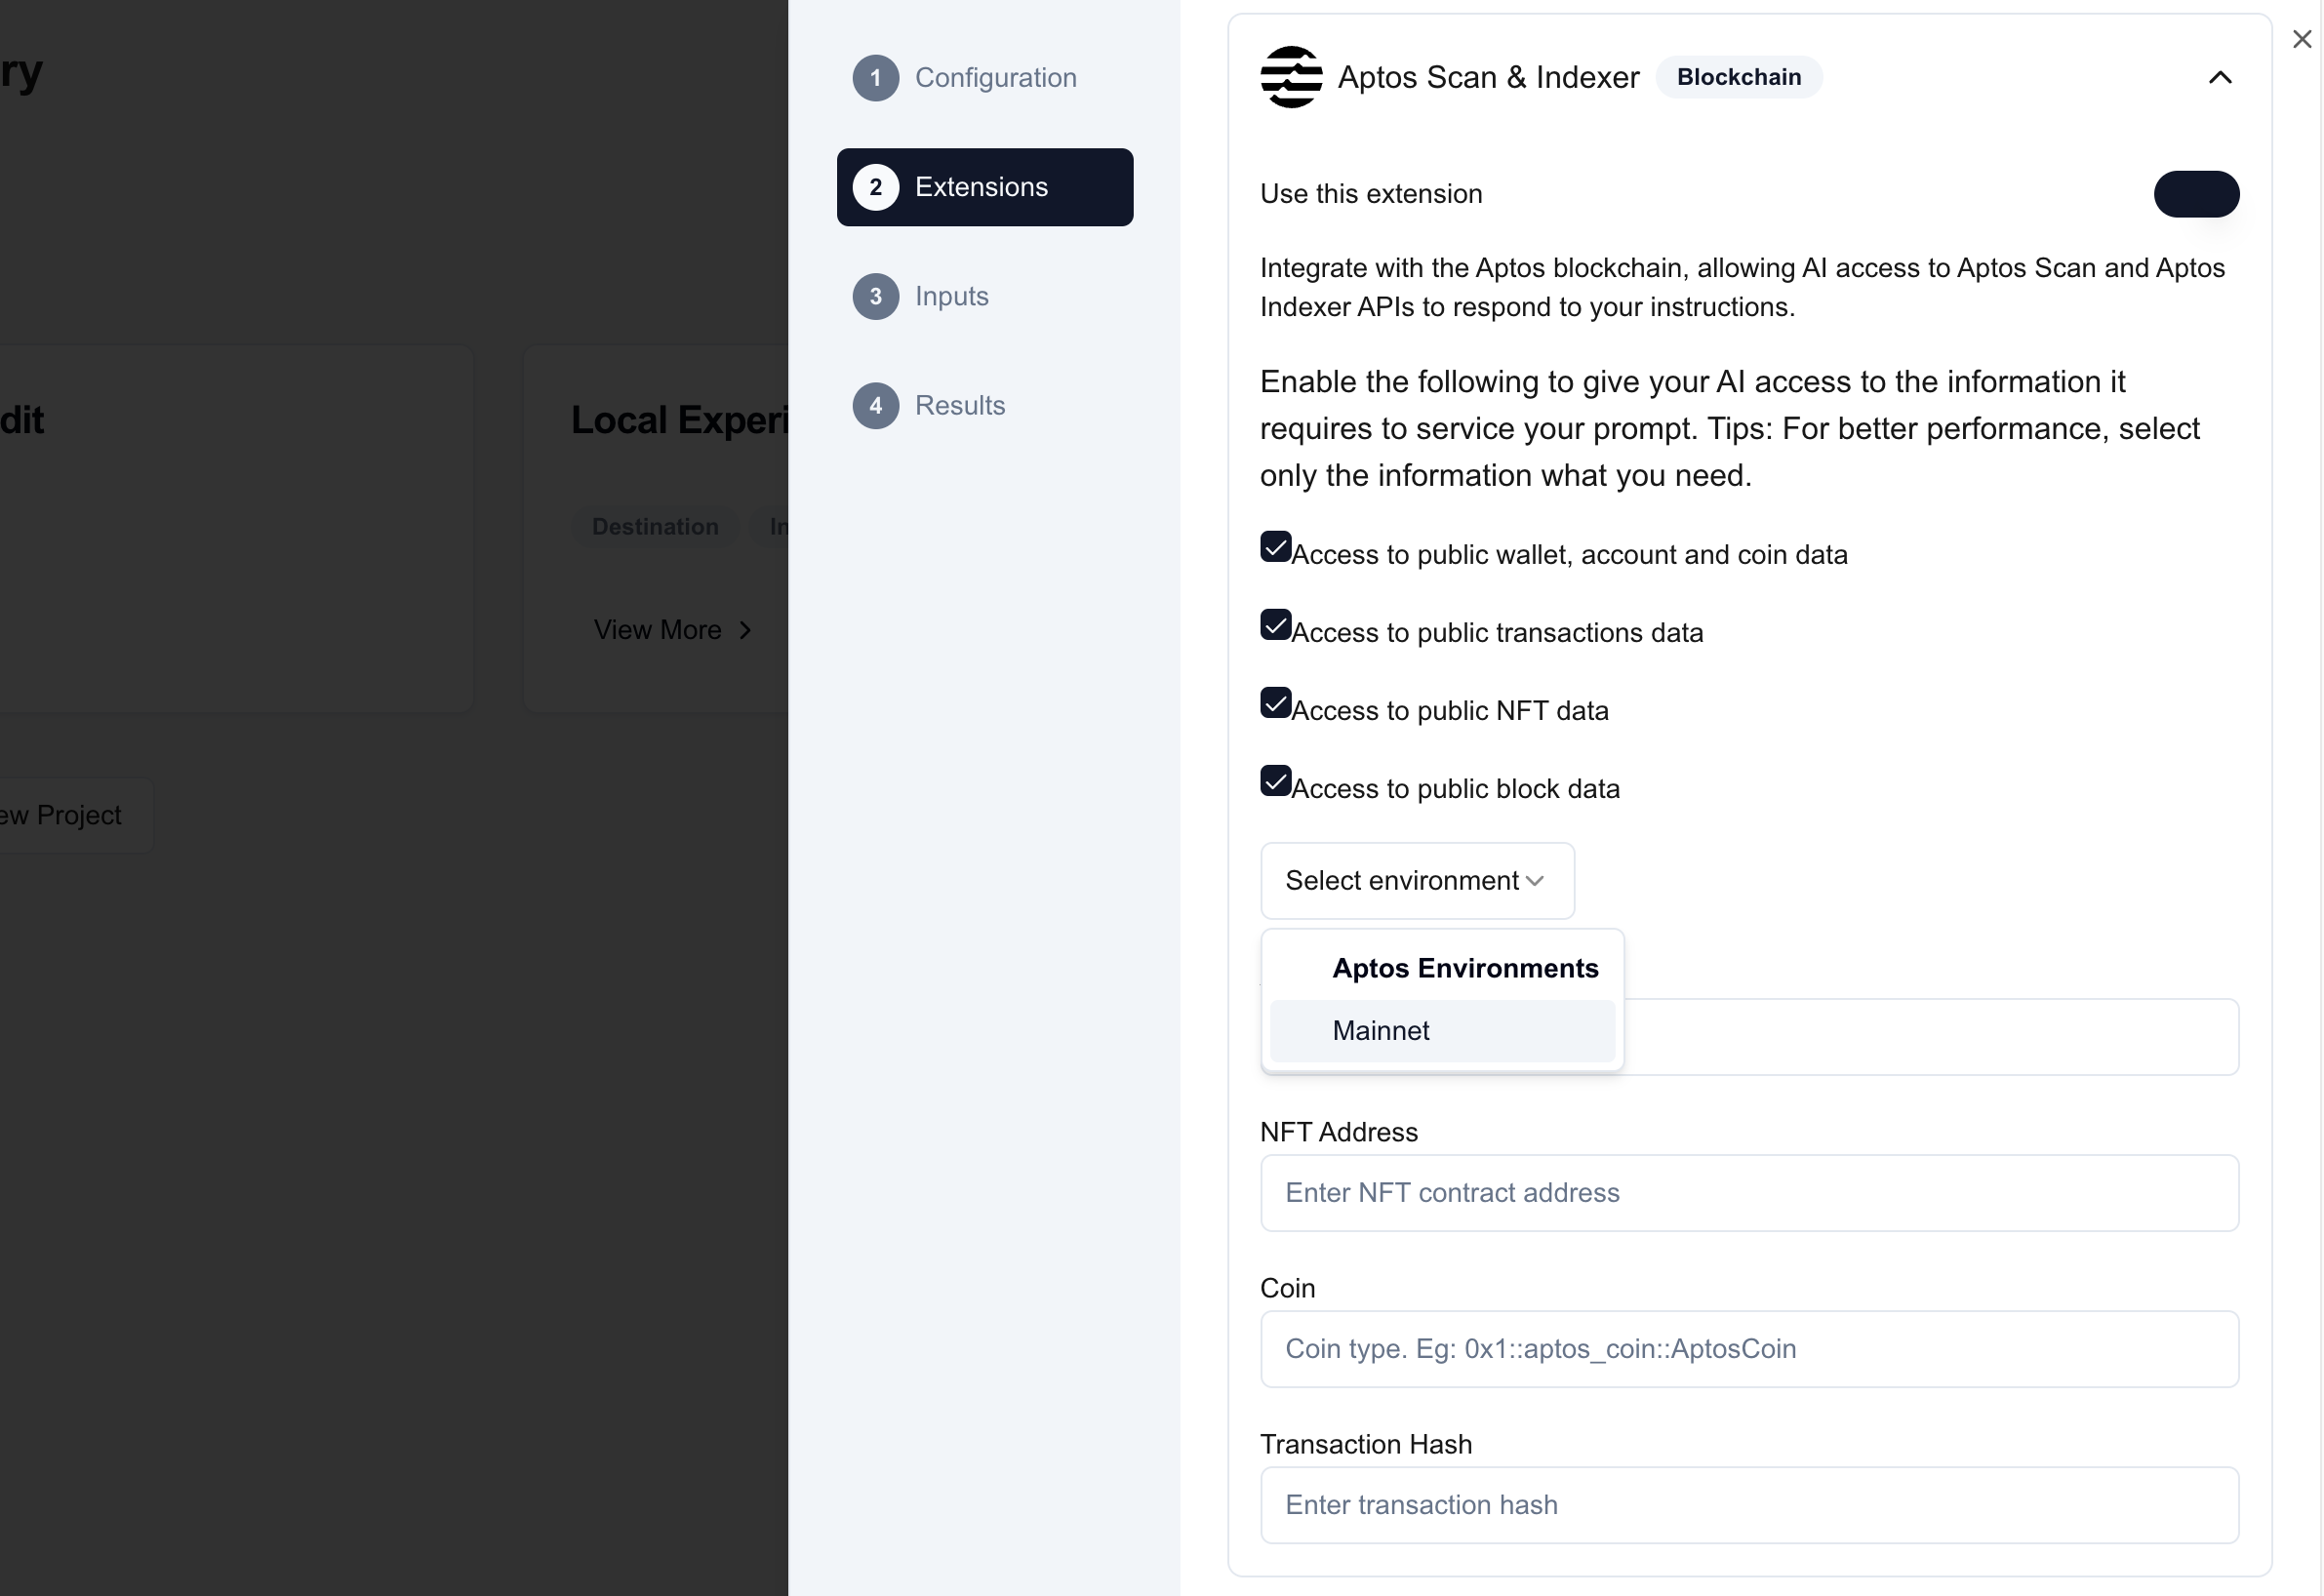 ry
dit
Local Experi
Destination
In
View More
ew Project
1 Configuration
2 Extensions
3 Inputs
4 Results
Aptos Scan & Indexer Blockchain
Use this extension
Integrate with the Aptos blockchain, allowing AI access to Aptos Scan and Aptos
Indexer APIs to respond to your instructions.
Enable the following to give your AI access to the information it
requires to service your prompt. Tips: For better performance, select
only the information what you need.
Access to public wallet, account and coin data
Access to public transactions data
Access to public NFT data
Access to public block data
Select environment
Aptos Environments
Mainnet
NFT Address
Enter NFT contract address
Coin
Coin type. Eg: 0x1::aptos_coin::AptosCoin
Transaction Hash
Enter transaction hash